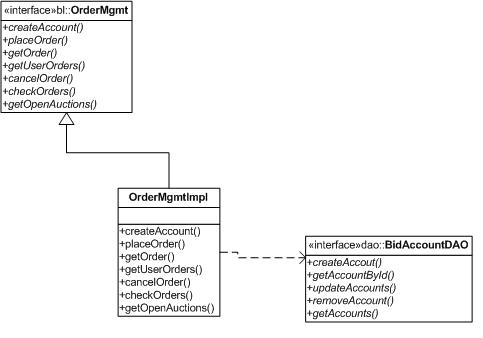 «interface»bl::OrderMgmt
+createAccount()
+placeOrder()
+getOrder()
+getUserOrders()
+cancelOrder()
+checkOrders()
+getOpenAuctions()
OrderMgmtImpl
+createAccount()
+placeOrder()
+getOrder()
+getUserOrders()
+cancelOrder()
+checkOrders()
+getOpenAuctions()
«interface»dao::BidAccountDAO
+createAccout()
+getAccountById()
+updateAccounts()
+removeAccount()
+getAccounts()